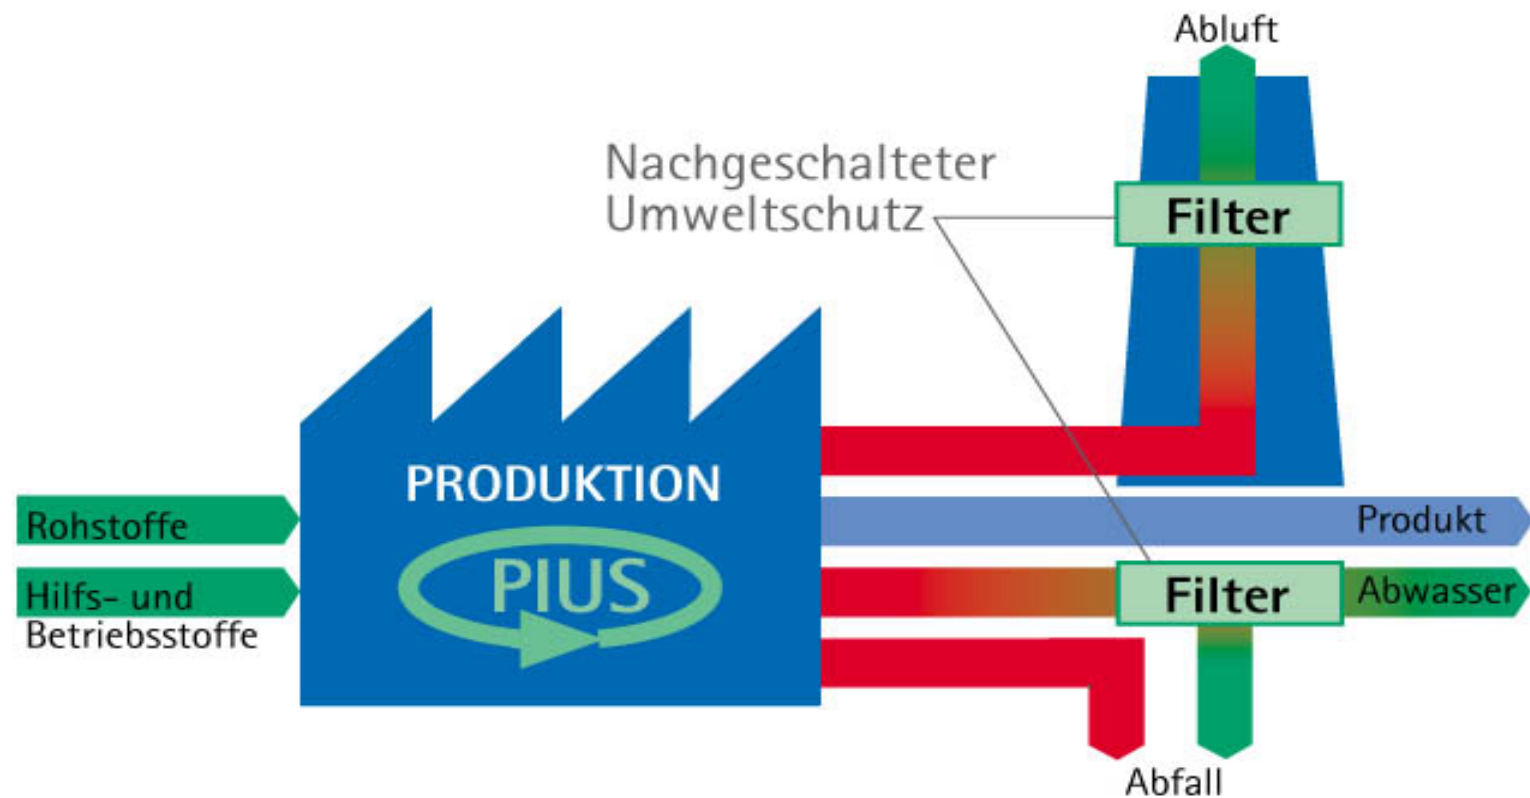 Abluft
Nachgeschalteter
Umweltschutz
Filter
PRODUKTION
PIUS
Rohstoffe
Hilfs- und
Betriebsstoffe
Produkt
Filter
Abwasser
Abfall